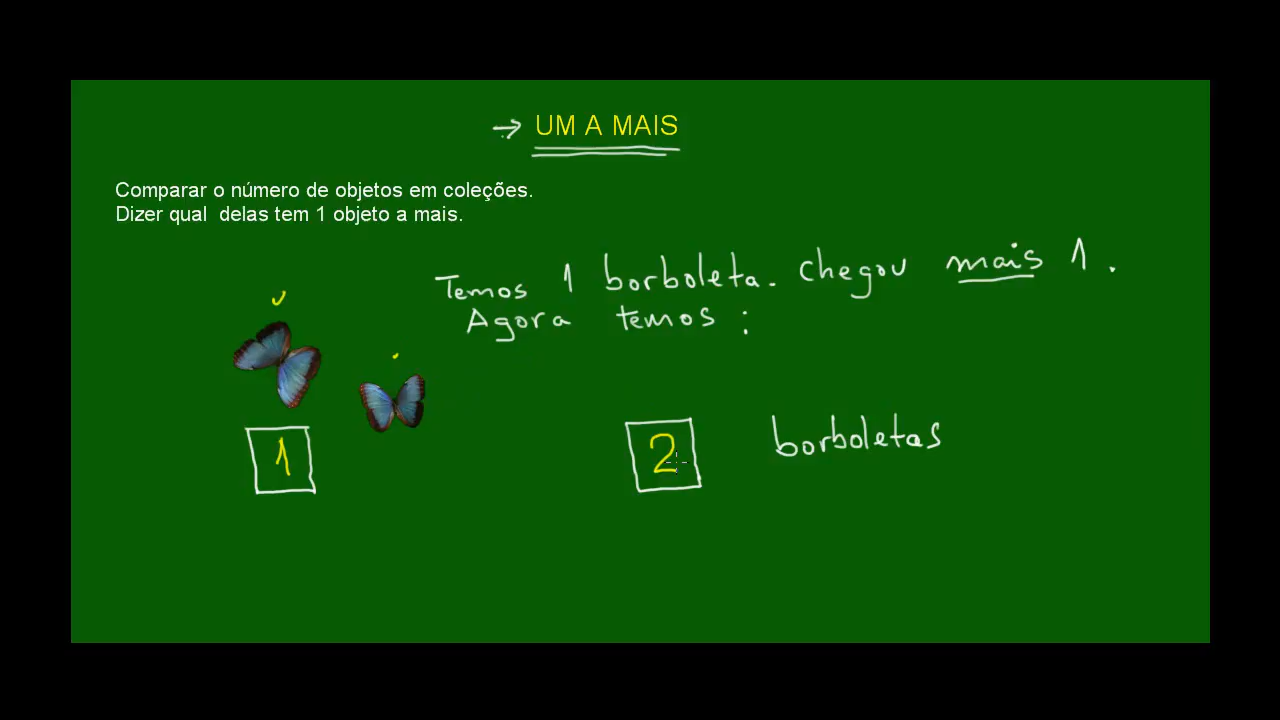 → UM A MAIS
Comparar o número de objetos em coleções.
Dizer qual delas tem 1 objeto a mais.
Temos 1 borboleta. Chegou mais 1.
Agora temos :
1
2 borboletas